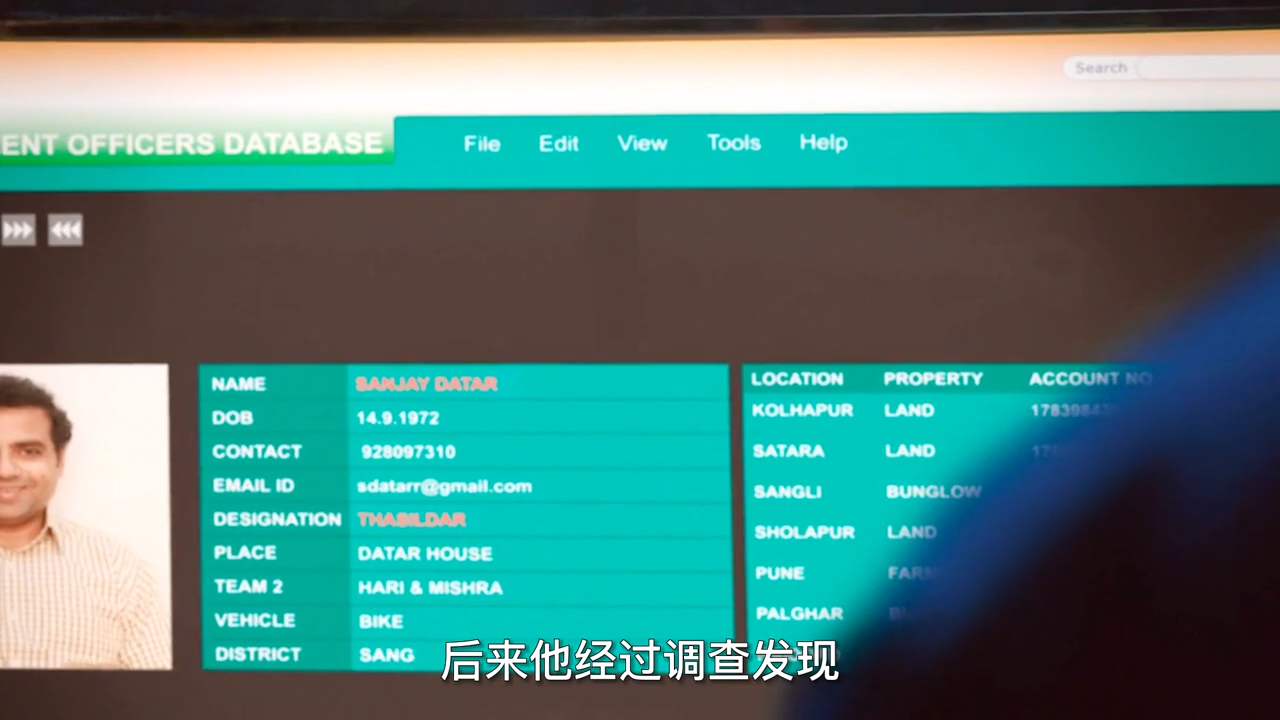 Search
ENT OFFICERS DATABASE File Edit View Tools Help
NAME SANJAY DATAR
DOB 14.9.1972
CONTACT 928097310
EMAIL ID sdatarr@gmail.com
DESIGNATION THASILDAR
PLACE DATAR HOUSE
TEAM 2 HARI & MISHRA
VEHICLE BIKE
DISTRICT SANG
LOCATION PROPERTY ACCOUNT NO
KOLHAPUR LAND
SATARA LAND
SANGLI BUNGLOW
SHOLAPUR LAND
PUNE
PALGHAR
后来他经过调查发现